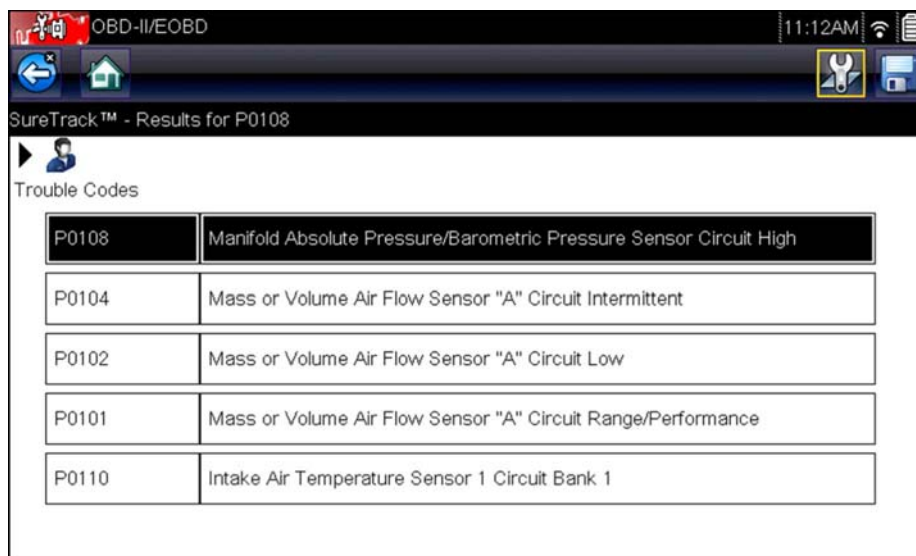 OBD-II/EOBD 11:12AM
SureTrack™ - Results for P0108
Trouble Codes
P0108 Manifold Absolute Pressure/Barometric Pressure Sensor Circuit High
P0104 Mass or Volume Air Flow Sensor "A" Circuit Intermittent
P0102 Mass or Volume Air Flow Sensor "A" Circuit Low
P0101 Mass or Volume Air Flow Sensor "A" Circuit Range/Performance
P0110 Intake Air Temperature Sensor 1 Circuit Bank 1